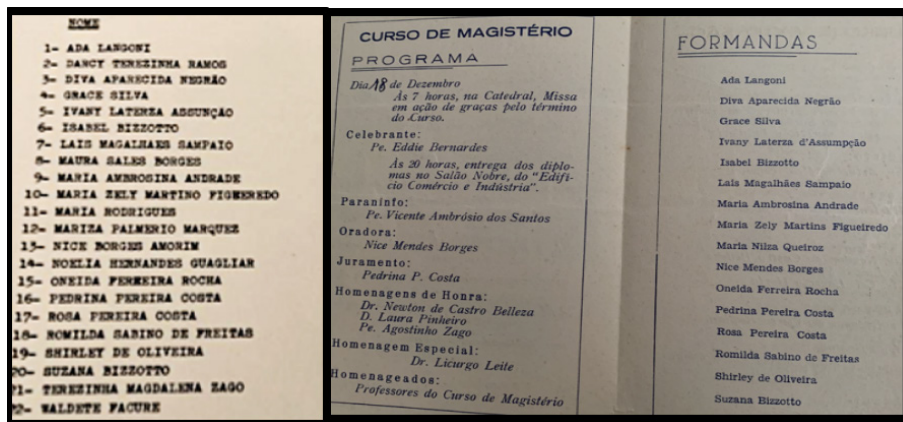 NOME
1- ADA LANGONI
2- DARCY TEREZINHA RAMOS
3- DIVA APARECIDA NEGRÃO
4- GRACE SILVA
5- IVANY LATERZA ASSUNÇÃO
6- ISABEL BIZZOTTO
7- LAIS MAGALHAES SAMPAIO
8- MAURA SALES BORGES
9- MARIA AMBROSINA ANDRADE
10- MARIA ZELY MARTINO FIGUEREDO
11- MARIA RODRIGUES
12- MARIZA PALMERIO MARQUEZ
13- NICE BORGES AMORIM
14- NOELIA HERNANDES GUAGLIAR
15- ONEIDA FERREIRA ROCHA
16- PEDRINA PEREIRA COSTA
17- ROSA PEREIRA COSTA
18- ROMILDA SABINO DE FREITAS
19- SHIRLEY DE OLIVEIRA
20- SUZANA BIZZOTTO
21- TEREZINHA MAGDALENA ZAGO
22- WALDETE FACURE
CURSO DE MAGISTÉRIO
PROGRAMA
Dia 18 de Dezembro
Às 7 horas, na Catedral, Missa
em ação de graças pelo término
do Curso.
Celebrante:
Pe. Eddie Bernardes
Às 20 horas, entrega dos diplo-
mas no Salão Nobre, do "Edifí-
cio Comércio e Indústria".
Paraninfo:
Pe. Vicente Ambrósio dos Santos
Oradora:
Nice Mendes Borges
Juramento:
Pedrina P. Costa
Homenagens de Honra:
Dr. Newton de Castro Belleza
D. Laura Pinheiro
Pe. Agostinho Zago
Homenagem Especial:
Dr. Licurgo Leite
Homenageados:
Professores do Curso de Magistério
FORMANDAS
Ada Langoni
Diva Aparecida Negrão
Grace Silva
Ivany Laterza d'Assumpção
Isabel Bizzotto
Lais Magalhães Sampaio
Maria Ambrosina Andrade
Maria Zely Martins Figueiredo
Maria Nilza Queiroz
Nice Mendes Borges
Oneida Ferreira Rocha
Pedrina Pereira Costa
Rosa Pereira Costa
Romilda Sabino de Freitas
Shirley de Oliveira
Suzana Bizzotto